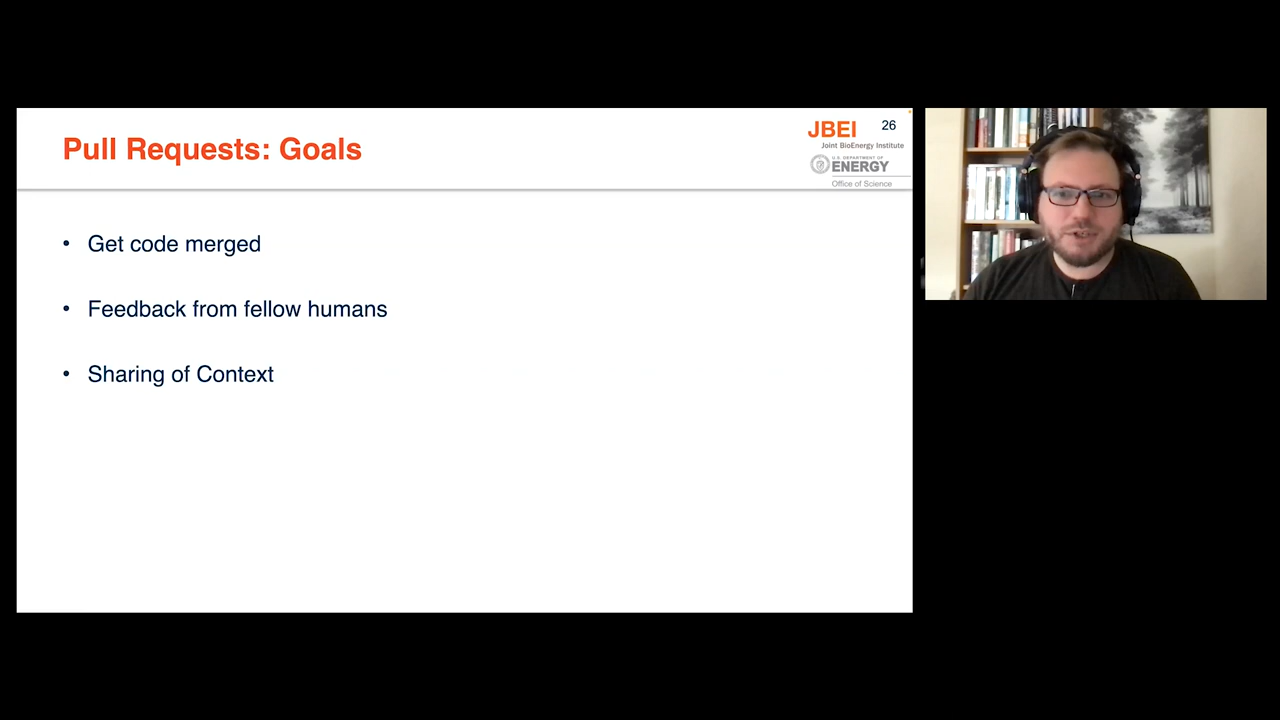 Pull Requests: Goals
JBEI
26
Joint BioEnergy Institute
U.S. DEPARTMENT OF
ENERGY
Office of Science
• Get code merged
• Feedback from fellow humans
• Sharing of Context